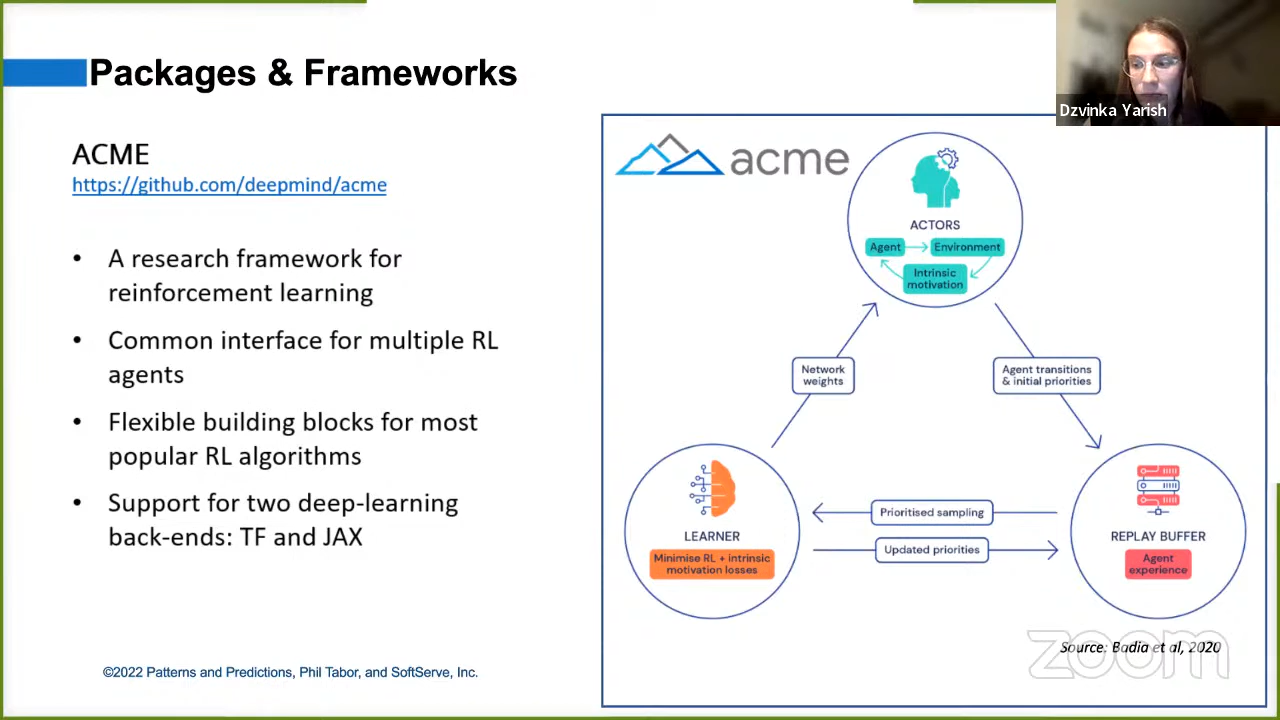 Packages & Frameworks
Dzvinka Yarish
ACME
https://github.com/deepmind/acme
• A research framework for
reinforcement learning
• Common interface for multiple RL
agents
• Flexible building blocks for most
popular RL algorithms
• Support for two deep-learning
back-ends: TF and JAX
acme
ACTORS
Agent
Environment
Intrinsic
motivation
Network
weights
Agent transitions
& initial priorities
LEARNER
Minimise RL + intrinsic
motivation losses
Prioritised sampling
Updated priorities
REPLAY BUFFER
Agent
experience
Source: Badia et al, 2020
zoom
©2022 Patterns and Predictions, Phil Tabor, and SoftServe, Inc.